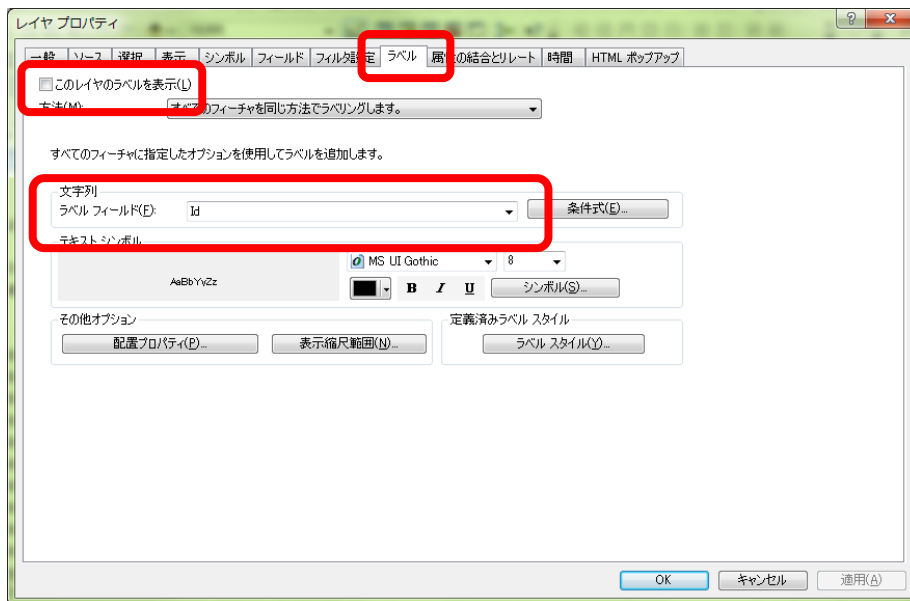 レイヤ プロパティ
一般 ソース 選択 表示 シンボル フィールド フィルタ設定 ラベル 属性の結合とリレート 時間 HTML ポップアップ
このレイヤのラベルを表示(L)
方法(M): すべてのフィーチャを同じ方法でラベリングします。
すべてのフィーチャに指定したオプションを使用してラベルを追加します。
文字列
ラベル フィールド(F): Id 条件式(E)...
テキスト シンボル
AaBbYyZz
MS UI Gothic 8
B I U シンボル(S)...
その他オプション 定義済みラベル スタイル
配置プロパティ(P)... 表示縮尺範囲(N)... ラベル スタイル(Y)...
OK キャンセル 適用(A)